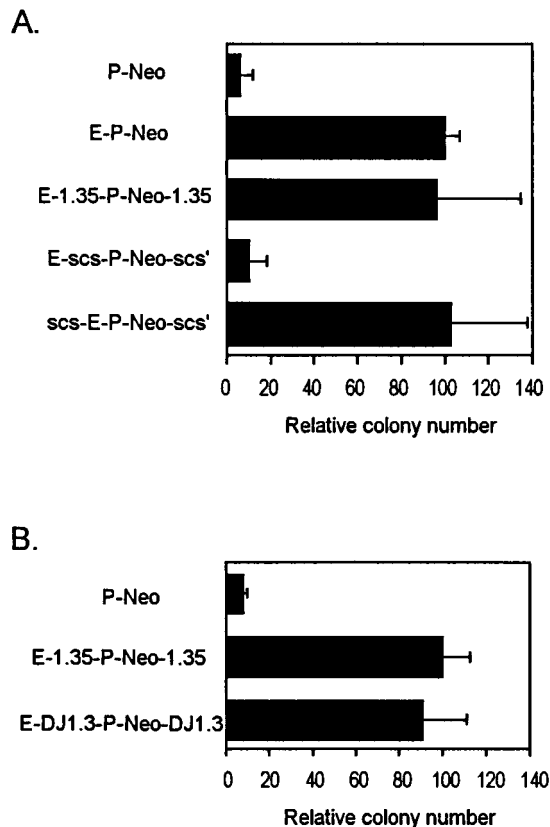 A.
P-Neo
E-P-Neo
E-1.35-P-Neo-1.35
E-scs-P-Neo-scs'
scs-E-P-Neo-scs'
0 20 40 60 80 100 120 140
Relative colony number
B.
P-Neo
E-1.35-P-Neo-1.35
E-DJ1.3-P-Neo-DJ1.3
0 20 40 60 80 100 120 140
Relative colony number